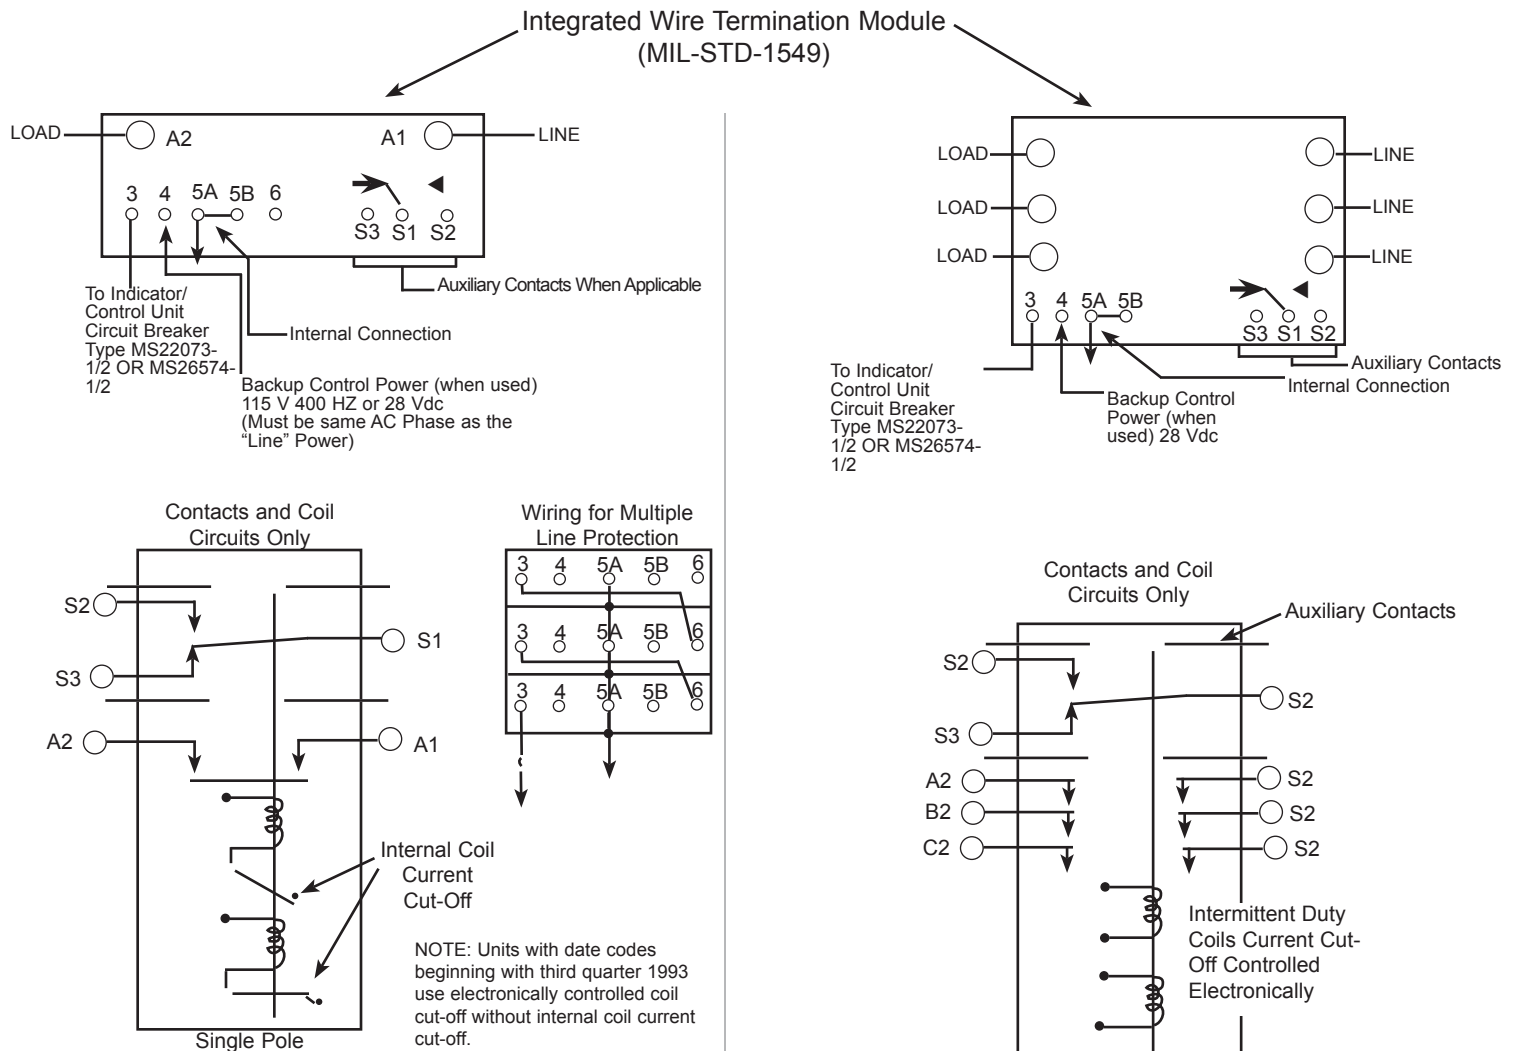 Integrated Wire Termination Module
(MIL-STD-1549)
LOAD
A2
A1
LINE
3
4
5A
5B
6
S3
S1
S2
Auxiliary Contacts When Applicable
To Indicator/
Control Unit
Circuit Breaker
Type MS22073-
1/2 OR MS26574-
1/2
Internal Connection
Backup Control Power (when used)
115 V 400 HZ or 28 Vdc
(Must be same AC Phase as the
“Line” Power)
LOAD
LINE
LOAD
LINE
LOAD
LINE
3
4
5A
5B
S3
S1
S2
Auxiliary Contacts
Internal Connection
To Indicator/
Control Unit
Circuit Breaker
Type MS22073-
1/2 OR MS26574-
1/2
Backup Control
Power (when
used) 28 Vdc
Contacts and Coil
Circuits Only
S2
S1
S3
A2
A1
Internal Coil
Current
Cut-Off
Single Pole
Wiring for Multiple
Line Protection
3 4 5A 5B 6
3 4 5A 5B 6
3 4 5A 5B 6
NOTE: Units with date codes
beginning with third quarter 1993
use electronically controlled coil
cut-off without internal coil current
cut-off.
Contacts and Coil
Circuits Only
Auxiliary Contacts
S2
S2
S3
A2
S2
B2
S2
C2
S2
Intermittent Duty
Coils Current Cut-
Off Controlled
Electronically